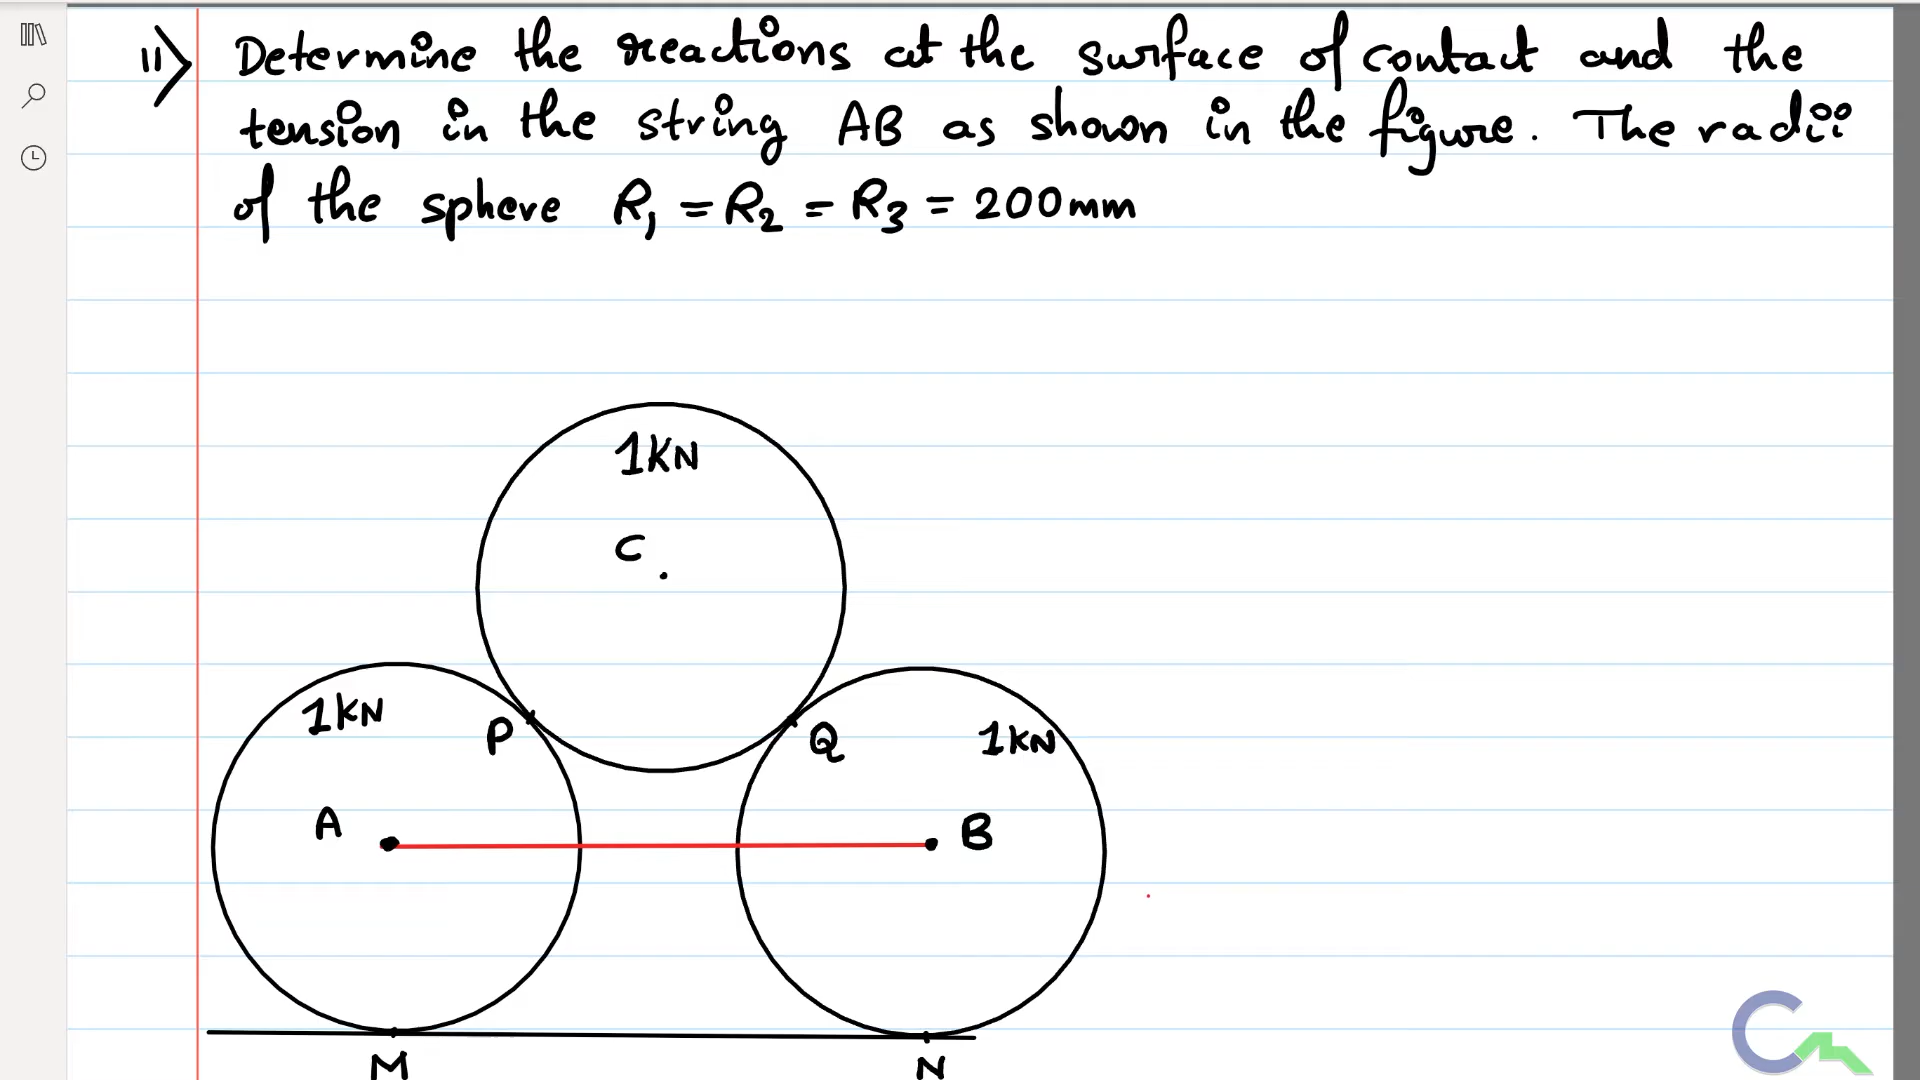 11) Determine the reactions at the surface of contact and the
tension in the string AB as shown in the figure. The radii
of the sphere R₁ = R₂ = R₃ = 200mm
1KN
C
1KN
P
Q
1KN
A
B
M
N